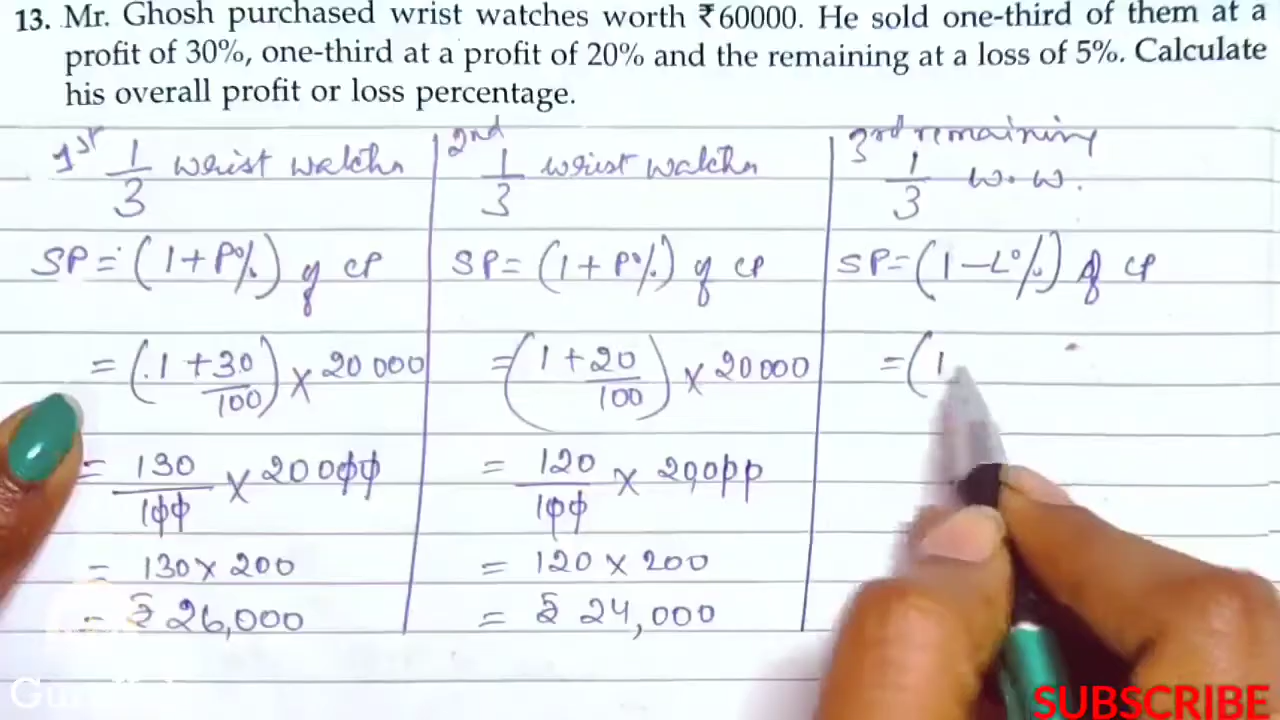 13. Mr. Ghosh purchased wrist watches worth ₹60000. He sold one-third of them at a
profit of 30%, one-third at a profit of 20% and the remaining at a loss of 5%. Calculate
his overall profit or loss percentage.
1st 1/3 wrist watchs
SP = (1 + P%) of CP
= (1 + 30/100) × 20 000
= 130/100 × 20000
= 130 × 200
= ₹ 26,000
2nd 1/3 wrist watchs
SP = (1 + P%) of CP
= (1 + 20/100) × 20000
= 120/100 × 20000
= 120 × 200
= ₹ 24,000
3rd remaining
1/3 w. w.
SP = (1 - L%) of CP
= (1
SUBSCRIBE